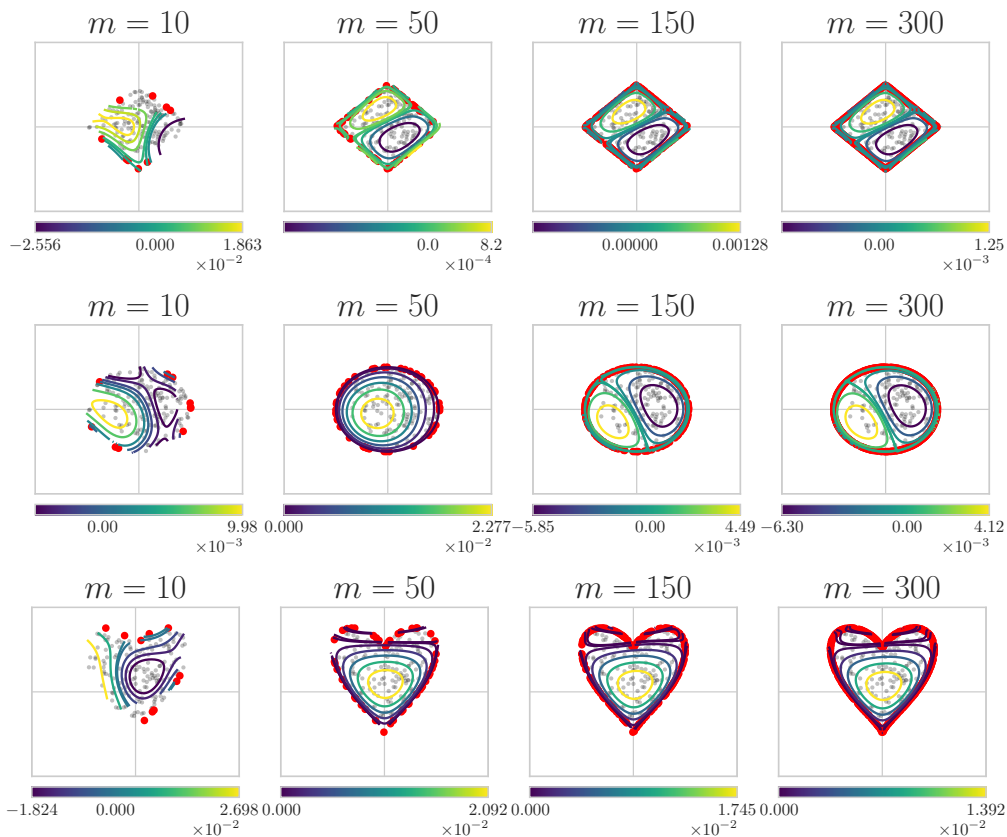 m = 10 m = 50 m = 150 m = 300
−2.556 0.000 1.863 0.0 8.2 0.00000 0.00128 0.00 1.25
×10⁻² ×10⁻⁴ ×10⁻³
m = 10 m = 50 m = 150 m = 300
0.00 9.98 0.000 2.277 −5.85 0.00 4.49 −6.30 0.00 4.12
×10⁻³ ×10⁻² ×10⁻³ ×10⁻³
m = 10 m = 50 m = 150 m = 300
−1.824 0.000 2.698 0.000 2.092 0.000 1.745 0.000 1.392
×10⁻² ×10⁻² ×10⁻² ×10⁻²